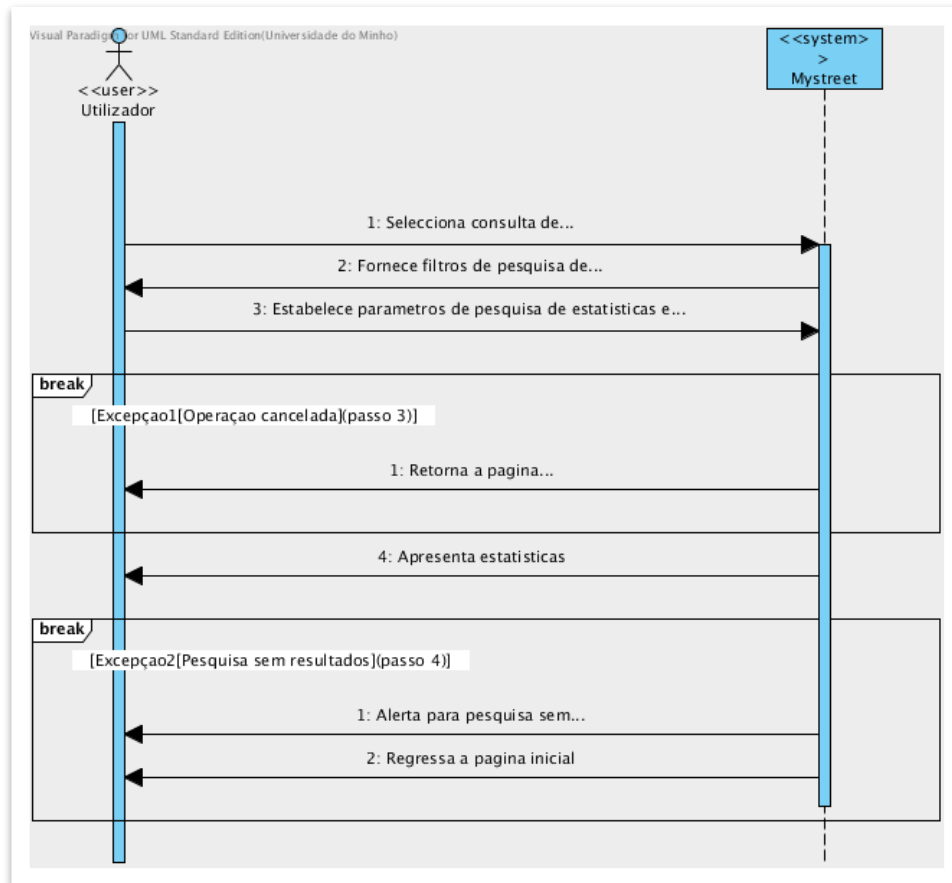 Visual Paradigm for UML Standard Edition(Universidade do Minho)
<<user>>
Utilizador
<<system>
>
Mystreet
1: Selecciona consulta de...
2: Fornece filtros de pesquisa de...
3: Estabelece parametros de pesquisa de estatisticas e...
break
[Excepçao1[Operaçao cancelada](passo 3)]
1: Retorna a pagina...
4: Apresenta estatisticas
break
[Excepçao2[Pesquisa sem resultados](passo 4)]
1: Alerta para pesquisa sem...
2: Regressa a pagina inicial